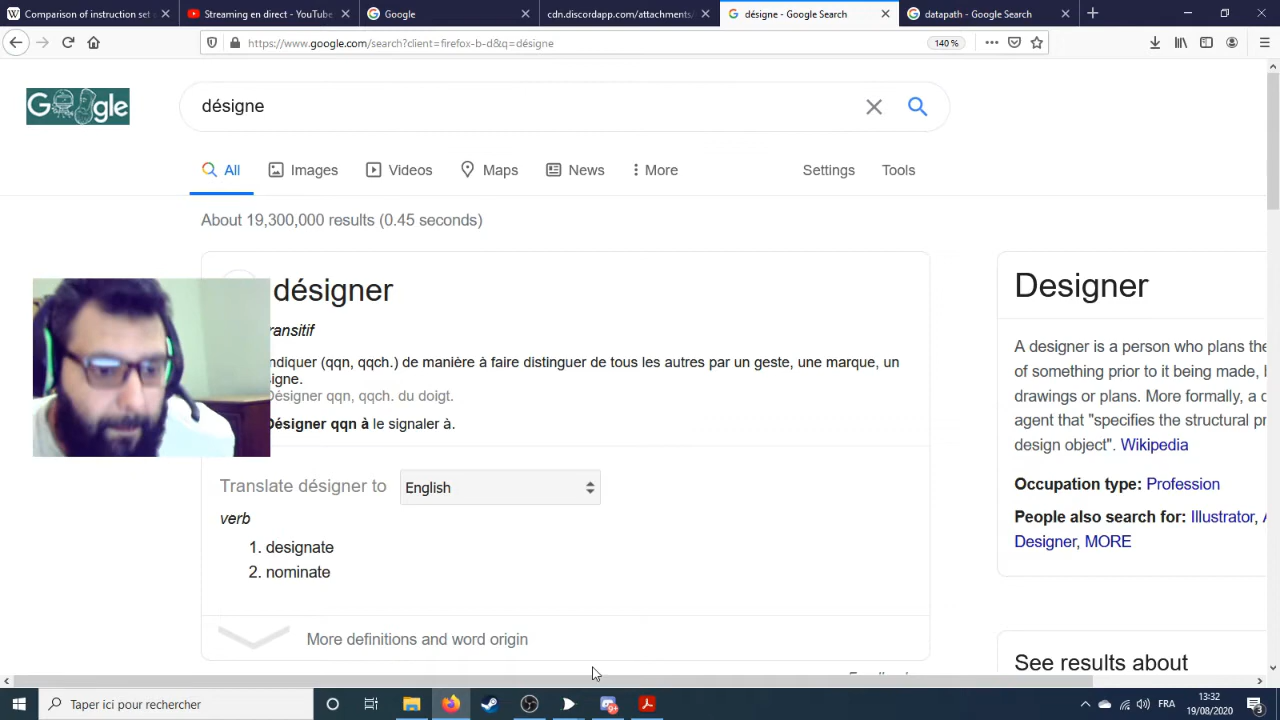 Comparison of instruction set
Streaming en direct - YouTube
Google
cdn.discordapp.com/attachments/
désigne - Google Search
datapath - Google Search
https://www.google.com/search?client=firefox-b-d&q=désigne
140 %
Google
désigne
All
Images
Videos
Maps
News
More
Settings
Tools
About 19,300,000 results (0.45 seconds)
désigner
ransitif
ndiquer (qqn, qqch.) de manière à faire distinguer de tous les autres par un geste, une marque, un
signe.
Désigner qqn, qqch. du doigt.
Désigner qqn à le signaler à.
Translate désigner to
English
verb
1. designate
2. nominate
More definitions and word origin
Designer
A designer is a person who plans the
of something prior to it being made,
drawings or plans. More formally, a d
agent that "specifies the structural pr
design object". Wikipedia
Occupation type: Profession
People also search for: Illustrator, A
Designer, MORE
See results about
Taper ici pour rechercher
FRA
13:32
19/08/2020